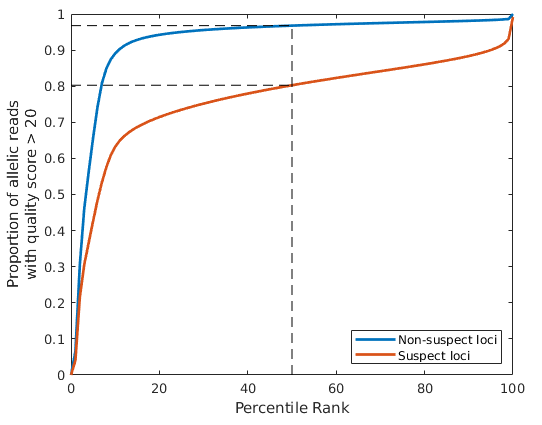 1
0.9
0.8
0.7
0.6
0.5
0.4
0.3
0.2
0.1
0
Proportion of allelic reads
with quality score > 20
Non-suspect loci
Suspect loci
0 20 40 60 80 100
Percentile Rank